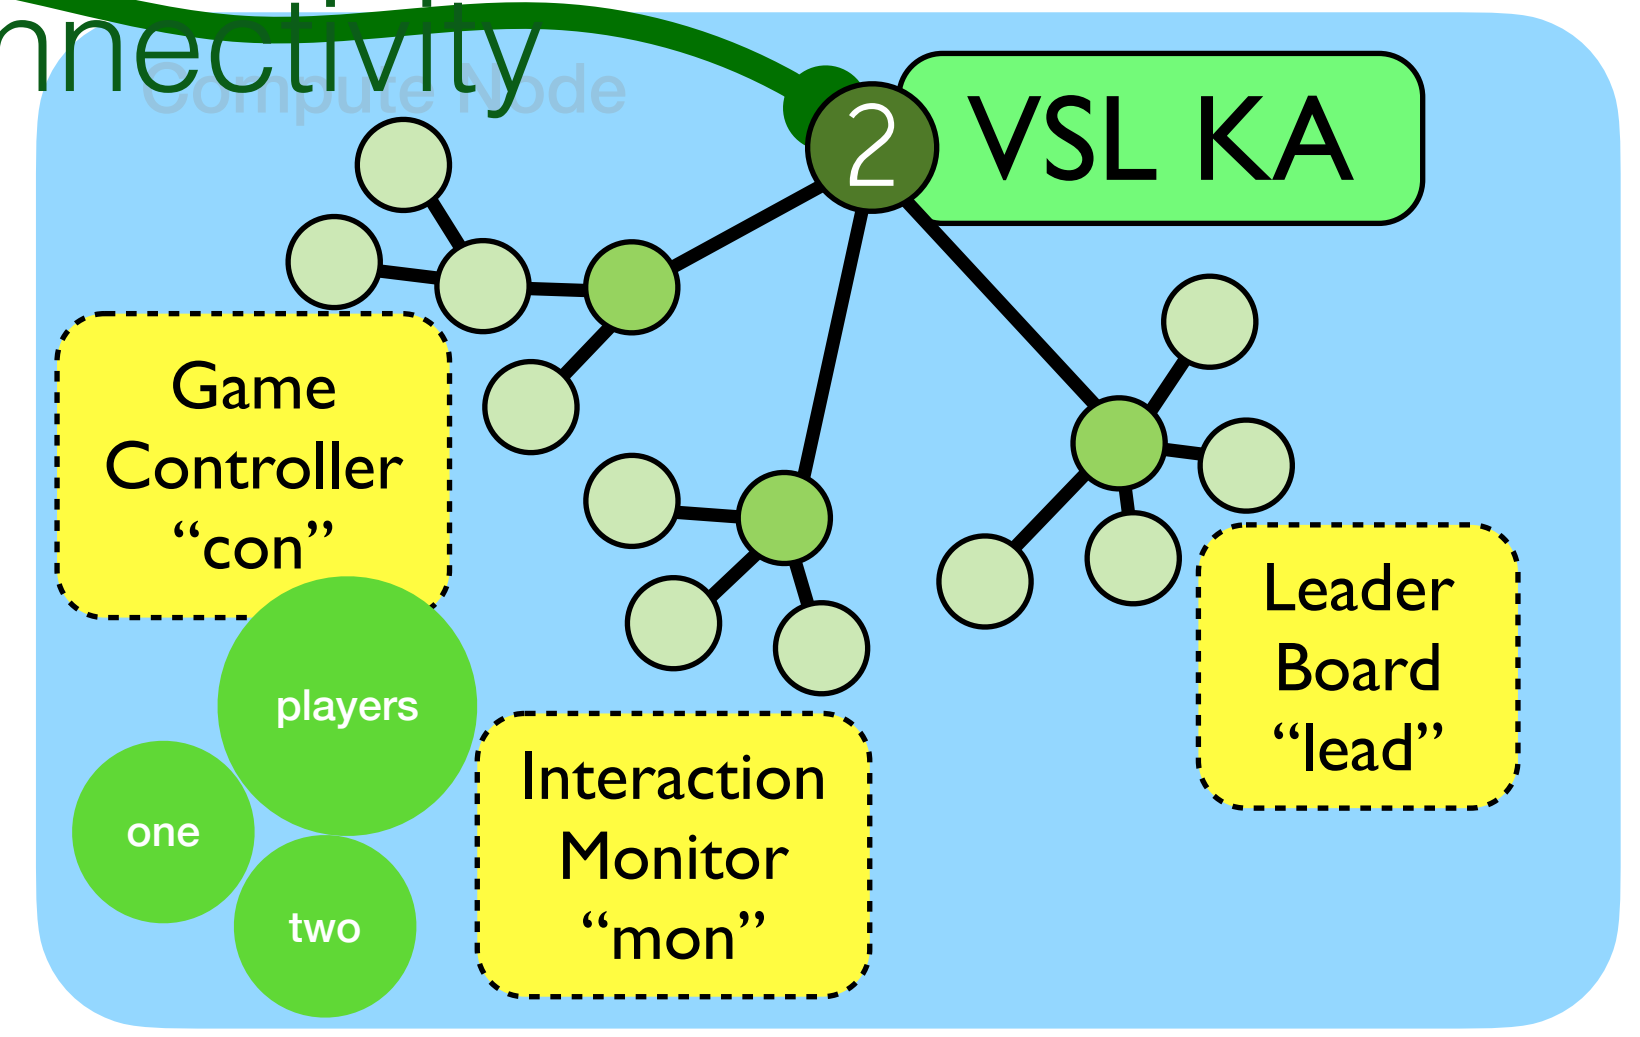 nnectivity
Compute Node
2
VSL KA
Game
Controller
“con”
players
one
two
Interaction
Monitor
“mon”
Leader
Board
“lead”